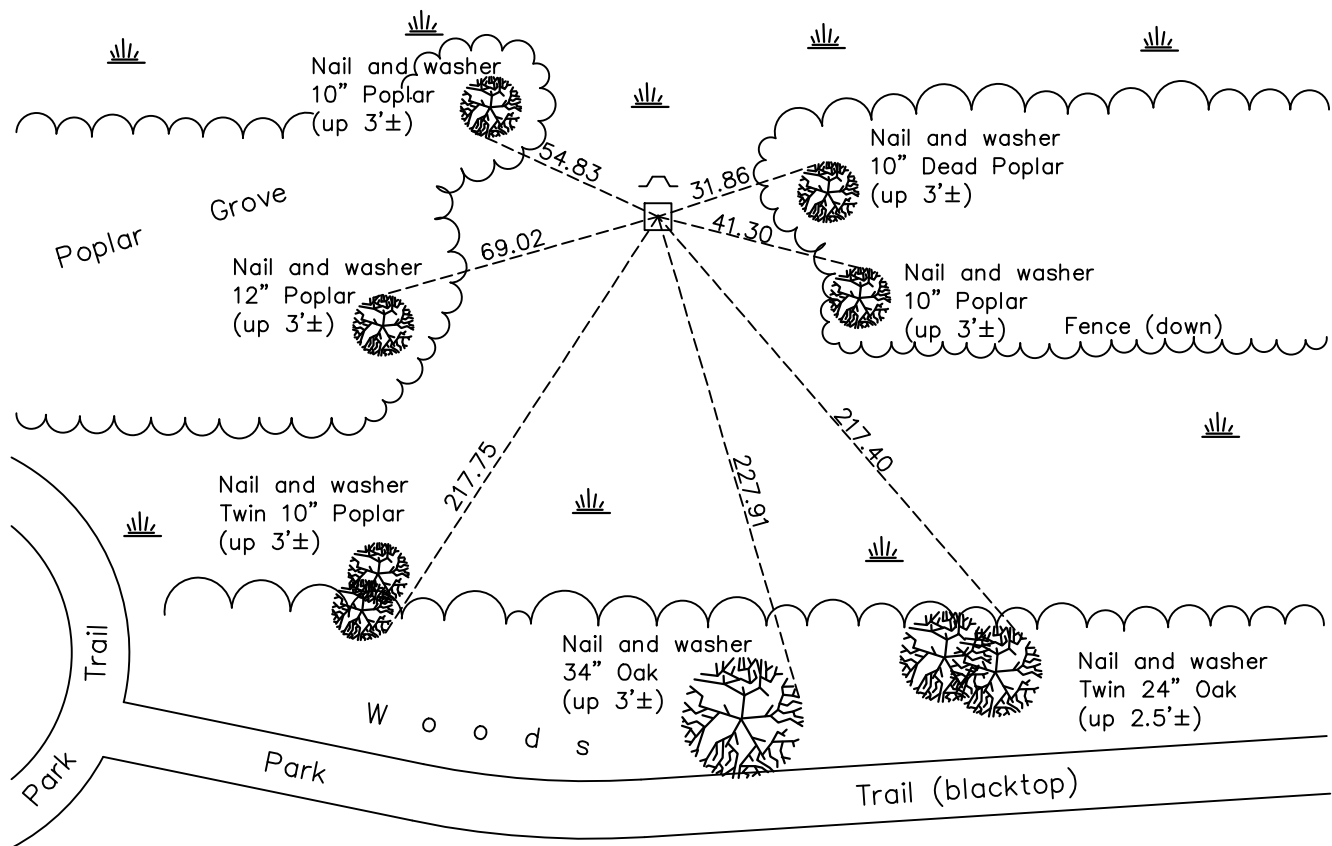 Nail and washer
10” Poplar
(up 3'±)
54.83
31.86
Nail and washer
10” Dead Poplar
(up 3'±)
Poplar Grove
69.02
41.30
Nail and washer
12” Poplar
(up 3'±)
Nail and washer
10” Poplar
(up 3'±)
Fence (down)
217.75
227.91
217.40
Nail and washer
Twin 10” Poplar
(up 3'±)
Nail and washer
34” Oak
(up 3'±)
Nail and washer
Twin 24” Oak
(up 2.5'±)
Woods
Park Trail
Park
Trail (blacktop)